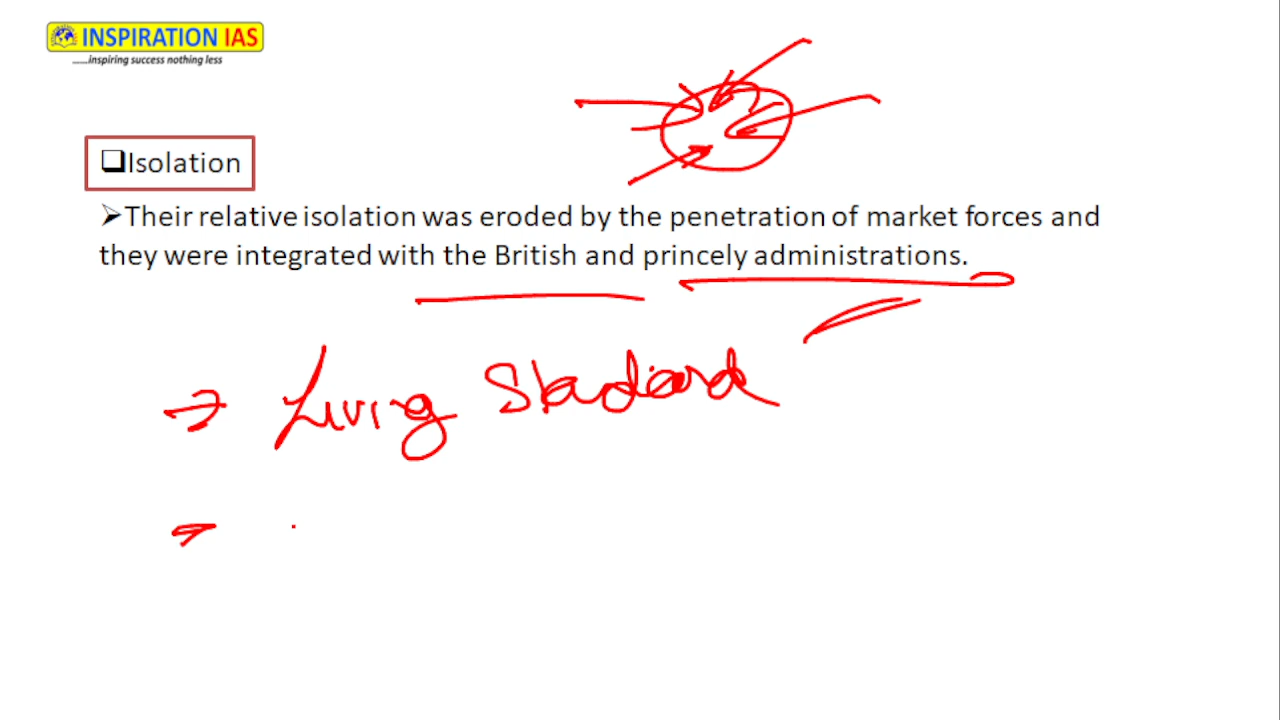 INSPIRATION IAS
......inspiring success nothing less
❑Isolation
➢Their relative isolation was eroded by the penetration of market forces and
they were integrated with the British and princely administrations.
→ Living Standard
→